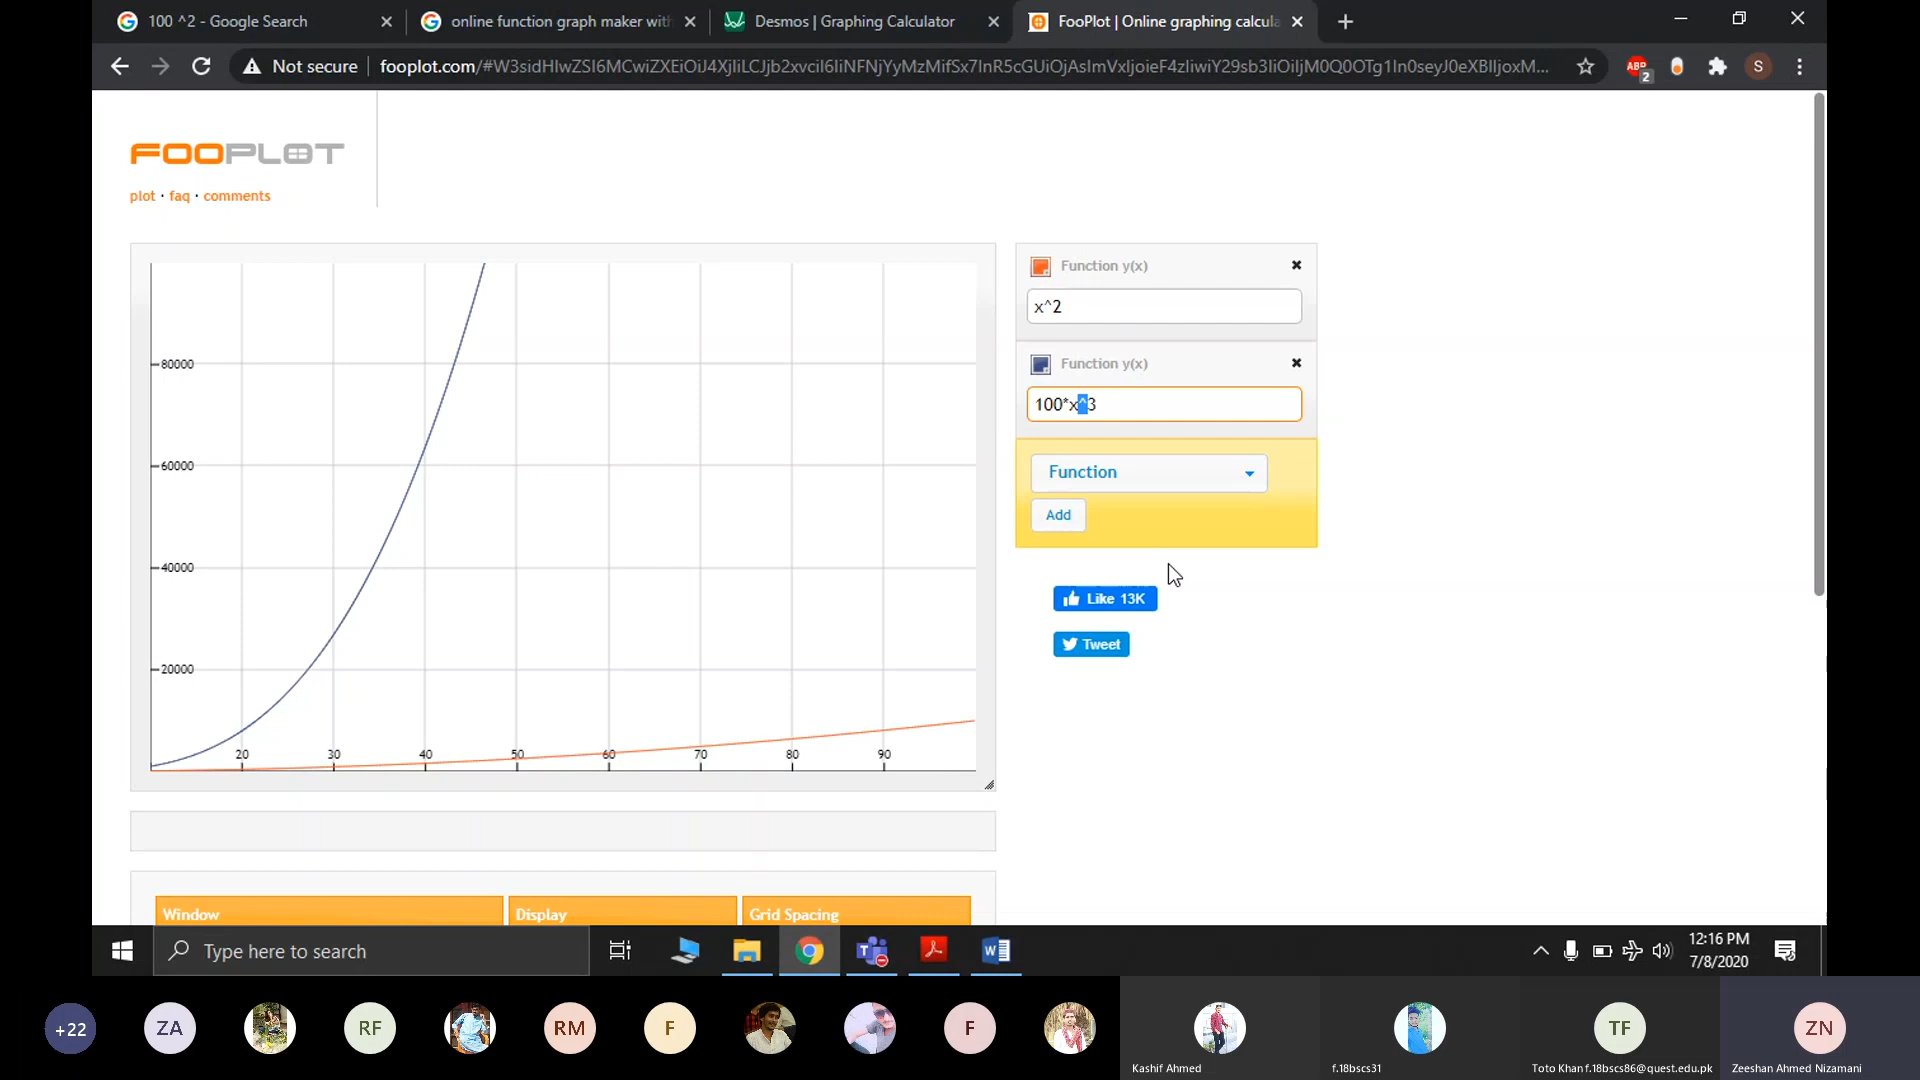 100 ^2 - Google Search
online function graph maker with
Desmos | Graphing Calculator
FooPlot | Online graphing calcula
Not secure
fooplot.com/#W3sidHlwZSI6MCwiZXEiOiJ4XjIiLCJjb2xvciI6IiNFNjYyMzMifSx7InR5cGUiOjAsImVxIjoieF4zIiwiY29sb3IiOiIjM0Q0OTg1In0seyJ0eXBlIjoxM...
ABP
2
S
FOOPLOT
plot · faq · comments
80000
60000
40000
20000
20
30
40
50
60
70
80
90
Function y(x)
x^2
Function y(x)
100*x^3
Function
Add
Like 13K
Tweet
Window
Display
Grid Spacing
Type here to search
12:16 PM
7/8/2020
+22
ZA
RF
RM
F
F
TF
ZN
Kashif Ahmed
f.18bscs31
Toto Khan f.18bscs86@quest.edu.pk
Zeeshan Ahmed Nizamani